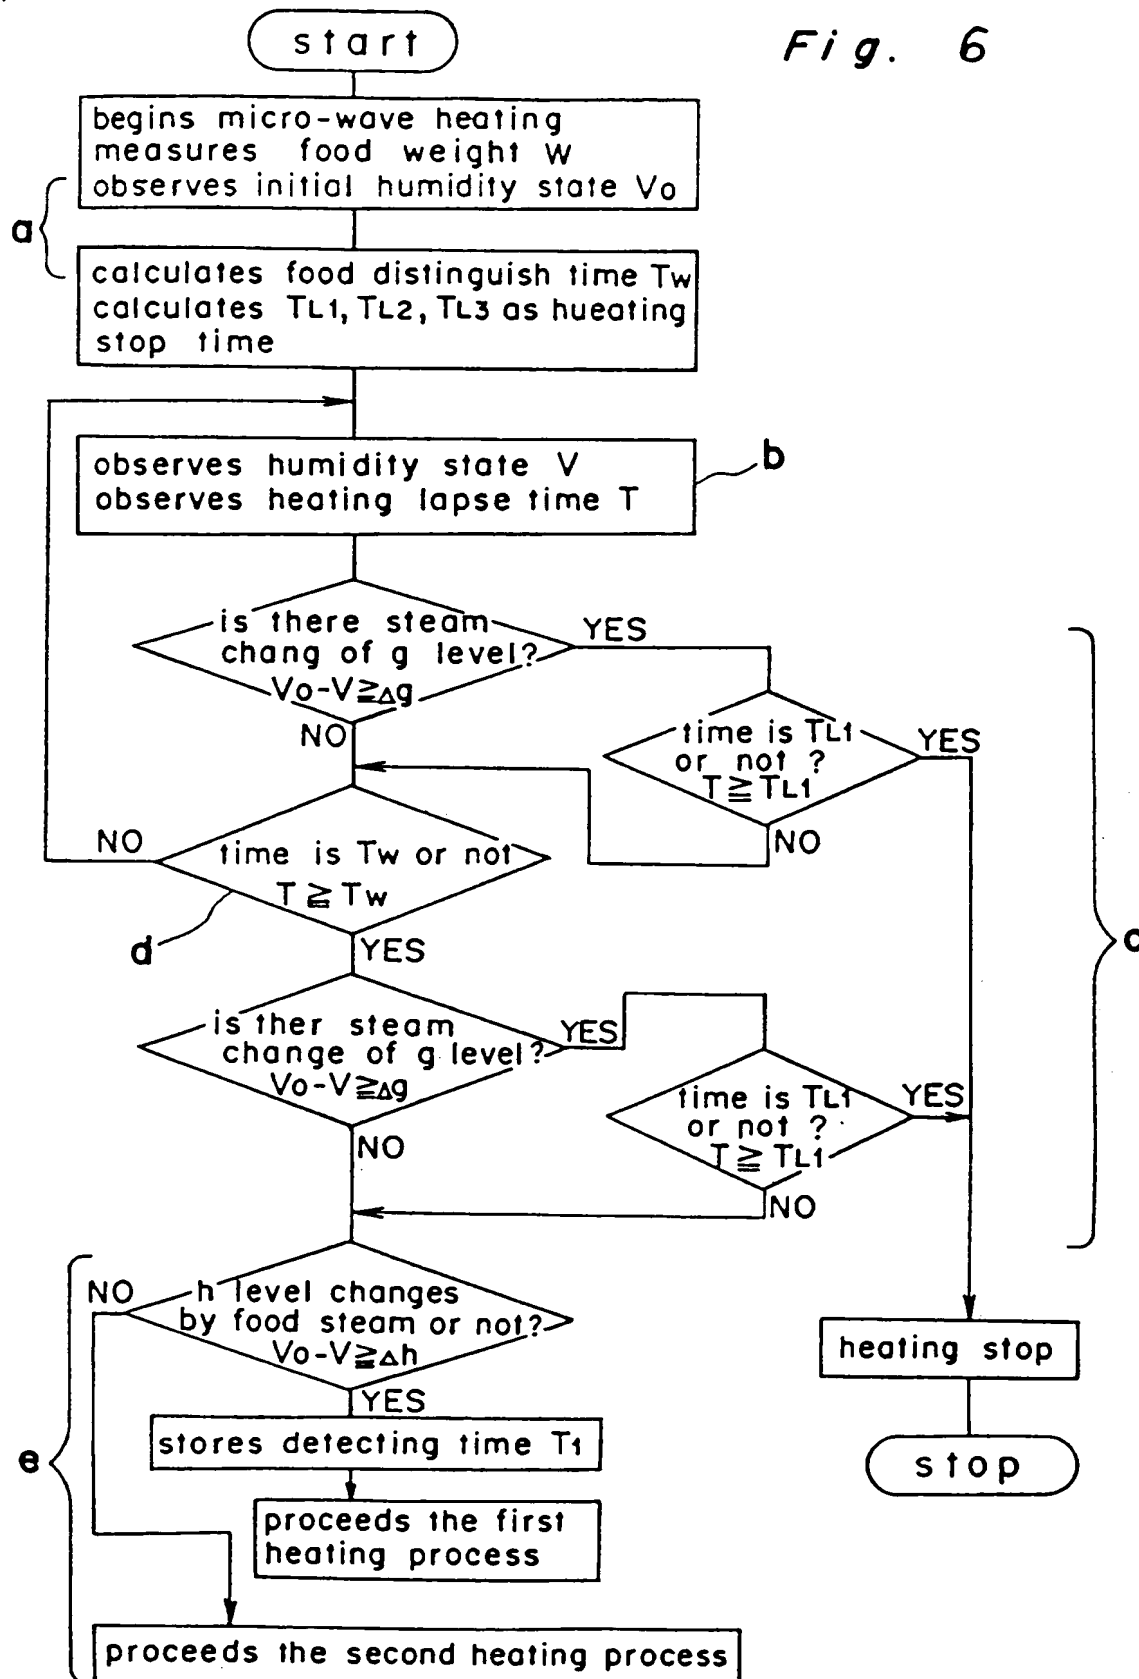 start
Fig. 6
begins micro-wave heating
measures food weight W
observes initial humidity state Vo
a
calculates food distinguish time Tw
calculates TL1, TL2, TL3 as hueating
stop time
observes humidity state V
observes heating lapse time T
b
is there steam
chang of g level?
Vo-V≧Δg
YES
NO
time is TL1
or not ?
T≧TL1
YES
NO
c
NO
time is Tw or not
T≧Tw
d
YES
is ther steam
change of g level?
Vo-V≧Δg
YES
NO
time is TL1
or not ?
T≧TL1
YES
NO
NO
h level changes
by food steam or not?
Vo-V≧Δh
YES
heating stop
stores detecting time T1
e
stop
proceeds the first
heating process
proceeds the second heating process